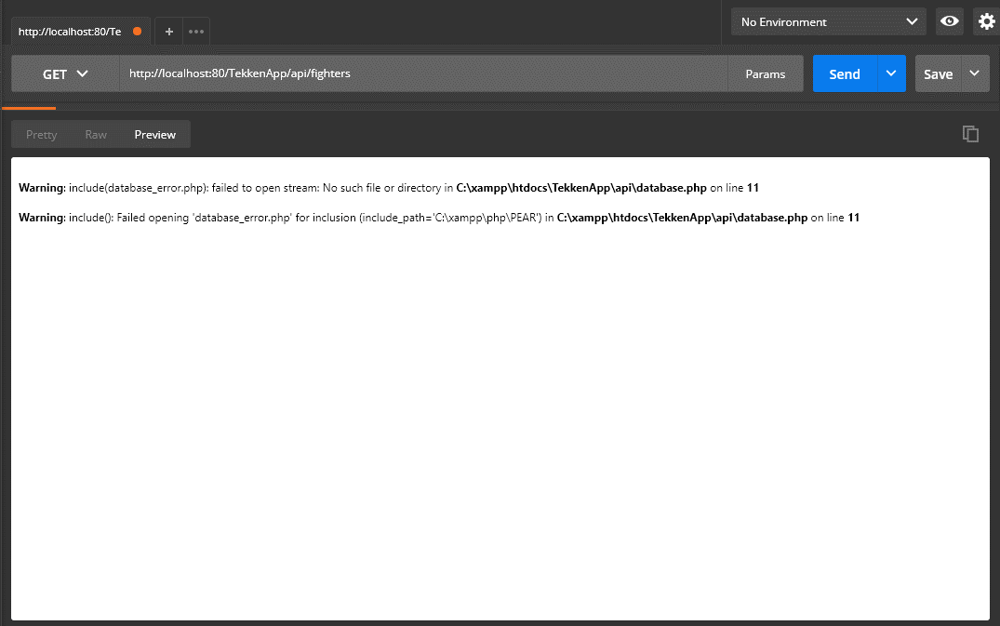 http://localhost:80/Te
No Environment
GET http://localhost:80/TekkenApp/api/fighters Params Send Save
Pretty Raw Preview
Warning: include(database_error.php): failed to open stream: No such file or directory in C:\xampp\htdocs\TekkenApp\api\database.php on line 11
Warning: include(): Failed opening 'database_error.php' for inclusion (include_path='C:\xampp\php\PEAR') in C:\xampp\htdocs\TekkenApp\api\database.php on line 11